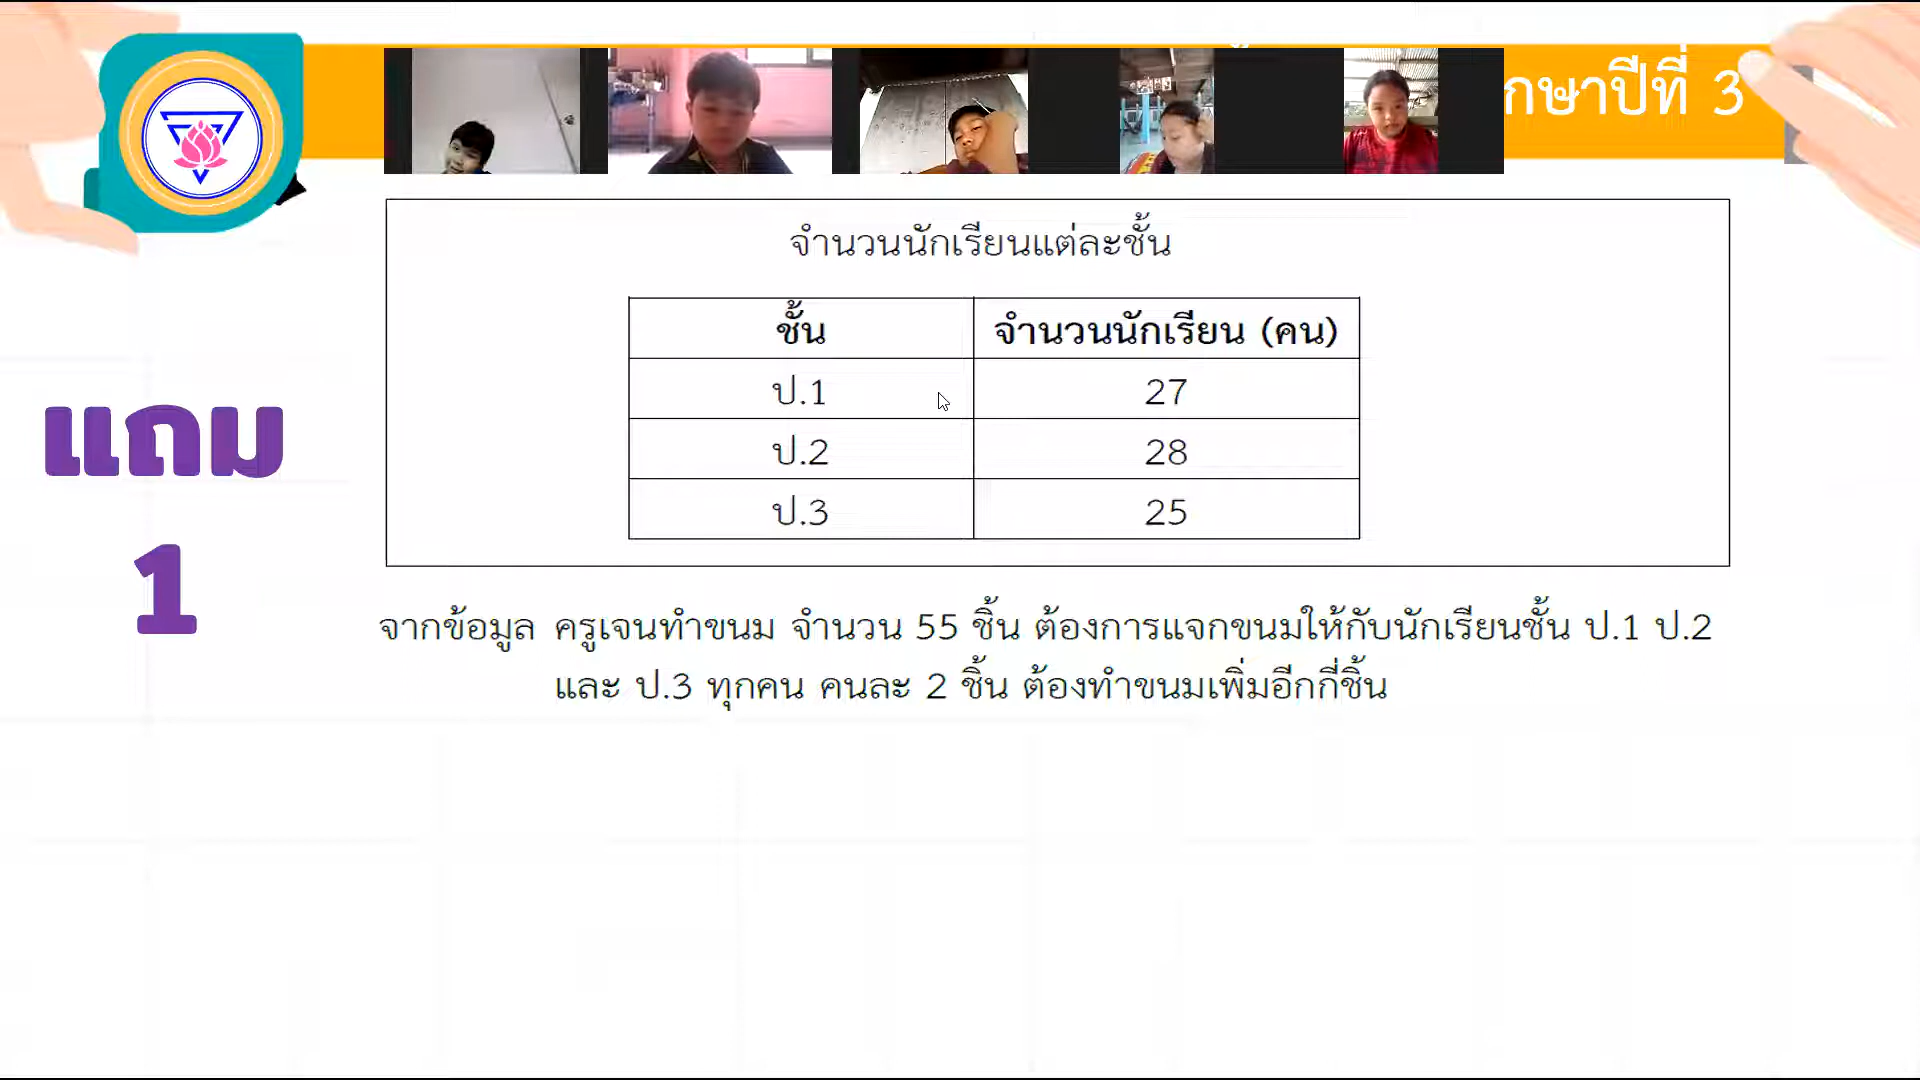 กษาปีที่ 3
จำนวนนักเรียนแต่ละชั้น
ชั้น จำนวนนักเรียน (คน)
ป.1 27
ป.2 28
ป.3 25
แถม
1
จากข้อมูล ครูเจนทำขนม จำนวน 55 ชิ้น ต้องการแจกขนมให้กับนักเรียนชั้น ป.1 ป.2
และ ป.3 ทุกคน คนละ 2 ชิ้น ต้องทำขนมเพิ่มอีกกี่ชิ้น